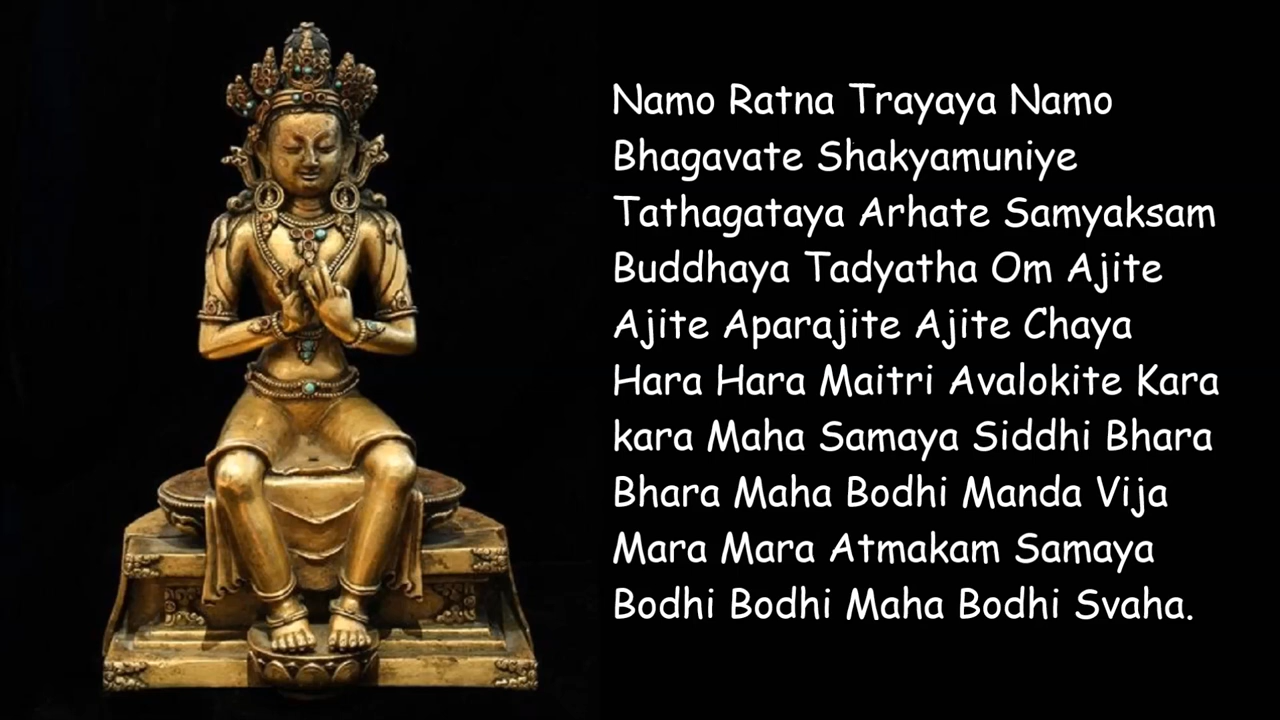 Namo Ratna Trayaya Namo
Bhagavate Shakyamuniye
Tathagataya Arhate Samyaksam
Buddhaya Tadyatha Om Ajite
Ajite Aparajite Ajite Chaya
Hara Hara Maitri Avalokite Kara
kara Maha Samaya Siddhi Bhara
Bhara Maha Bodhi Manda Vija
Mara Mara Atmakam Samaya
Bodhi Bodhi Maha Bodhi Svaha.